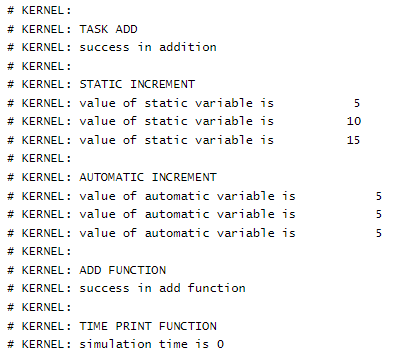 # KERNEL:
# KERNEL: TASK ADD
# KERNEL: success in addition
# KERNEL:
# KERNEL: STATIC INCREMENT
# KERNEL: value of static variable is           5
# KERNEL: value of static variable is          10
# KERNEL: value of static variable is          15
# KERNEL:
# KERNEL: AUTOMATIC INCREMENT
# KERNEL: value of automatic variable is           5
# KERNEL: value of automatic variable is           5
# KERNEL: value of automatic variable is           5
# KERNEL:
# KERNEL: ADD FUNCTION
# KERNEL: success in add function
# KERNEL:
# KERNEL: TIME PRINT FUNCTION
# KERNEL: simulation time is 0